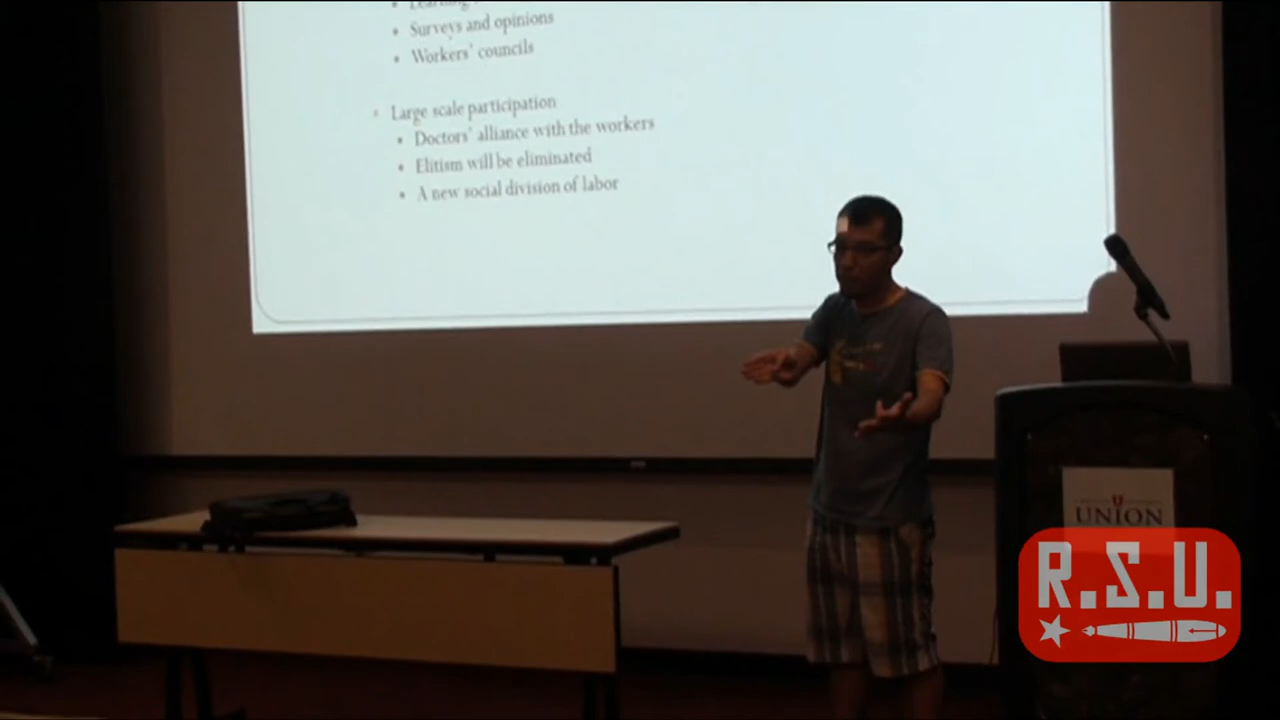 Learning
• Surveys and opinions
• Workers' councils
• Large scale participation
• Doctors' alliance with the workers
• Elitism will be eliminated
• A new social division of labor
UNION
R.S.U.